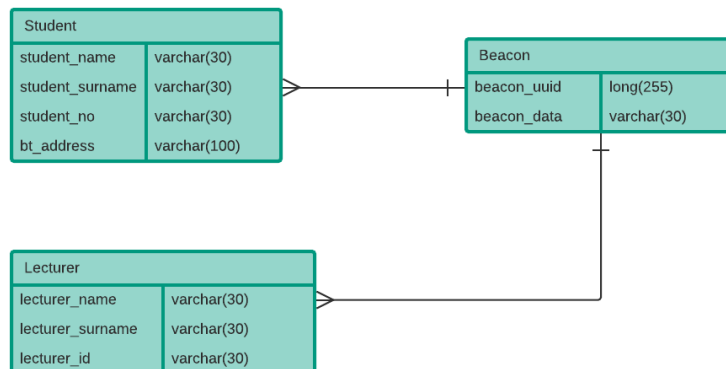 Student
student_name varchar(30)
student_surname varchar(30)
student_no varchar(30)
bt_address varchar(100)
Beacon
beacon_uuid long(255)
beacon_data varchar(30)
Lecturer
lecturer_name varchar(30)
lecturer_surname varchar(30)
lecturer_id varchar(30)